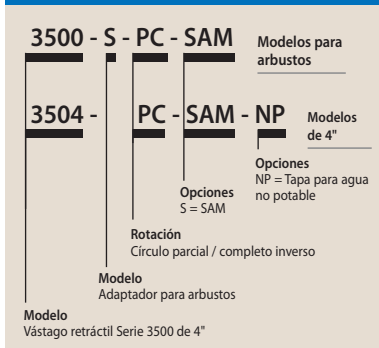 3500 - S - PC - SAM
Modelos para
arbustos
3504 - PC - SAM - NP
Modelos
de 4"
Opciones
NP = Tapa para agua
no potable
Opciones
S = SAM
Rotación
Círculo parcial / completo inverso
Modelo
Adaptador para arbustos
Modelo
Vástago retráctil Serie 3500 de 4"